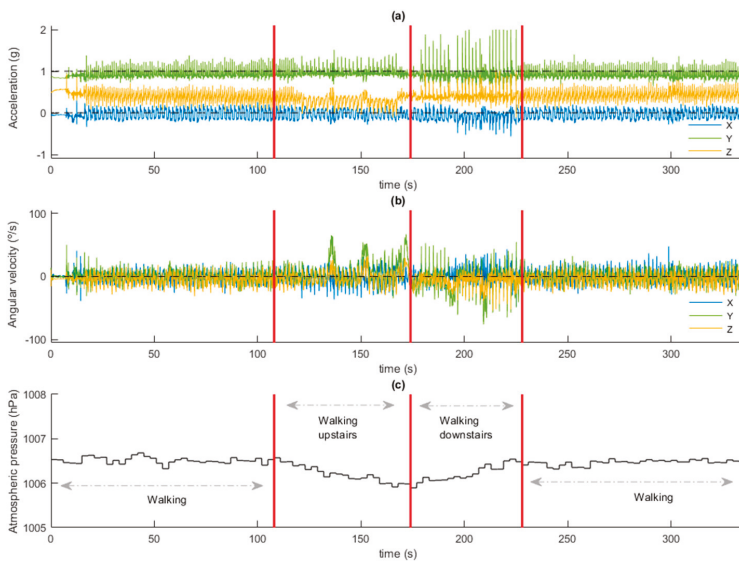 (a)
2
1
0
-1
Acceleration (g)
X
Y
Z
0 50 100 150 200 250 300
time (s)
(b)
100
0
-100
Angular velocity (º/s)
X
Y
Z
0 50 100 150 200 250 300
time (s)
(c)
1008
1007
1006
1005
Atmospheric pressure (hPa)
Walking
upstairs
Walking
downstairs
Walking
Walking
0 50 100 150 200 250 300
time (s)